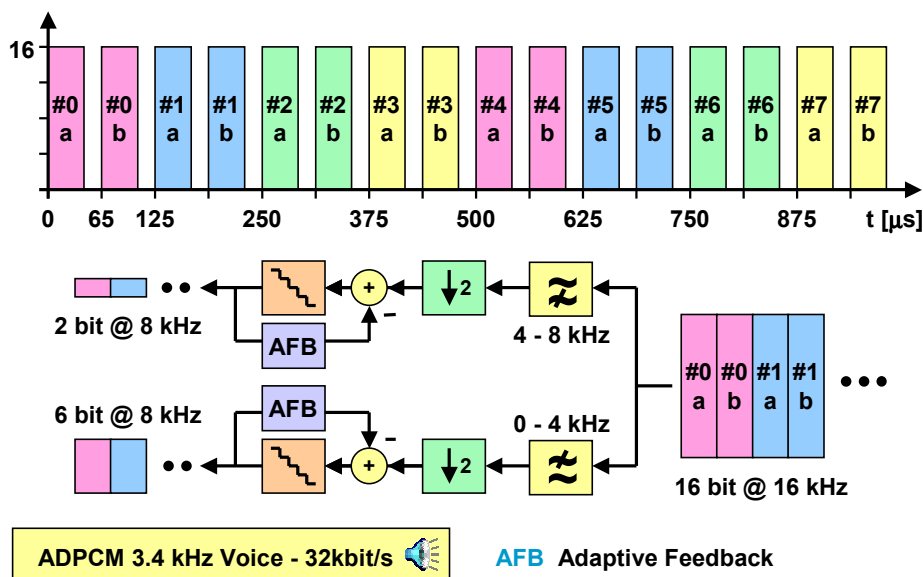 16
#0 #0 #1 #1 #2 #2 #3 #3 #4 #4 #5 #5 #6 #6 #7 #7
a b a b a b a b a b a b a b a b
0 65 125 250 375 500 625 750 875 t [µs]
2 + 2
2 bit @ 8 kHz
AFB
–
4 - 8 kHz
#0 #0 #1 #1
a b a b
6 bit @ 8 kHz
AFB
–
0 - 4 kHz
+ 2
16 bit @ 16 kHz
ADPCM 3.4 kHz Voice - 32kbit/s
AFB Adaptive Feedback